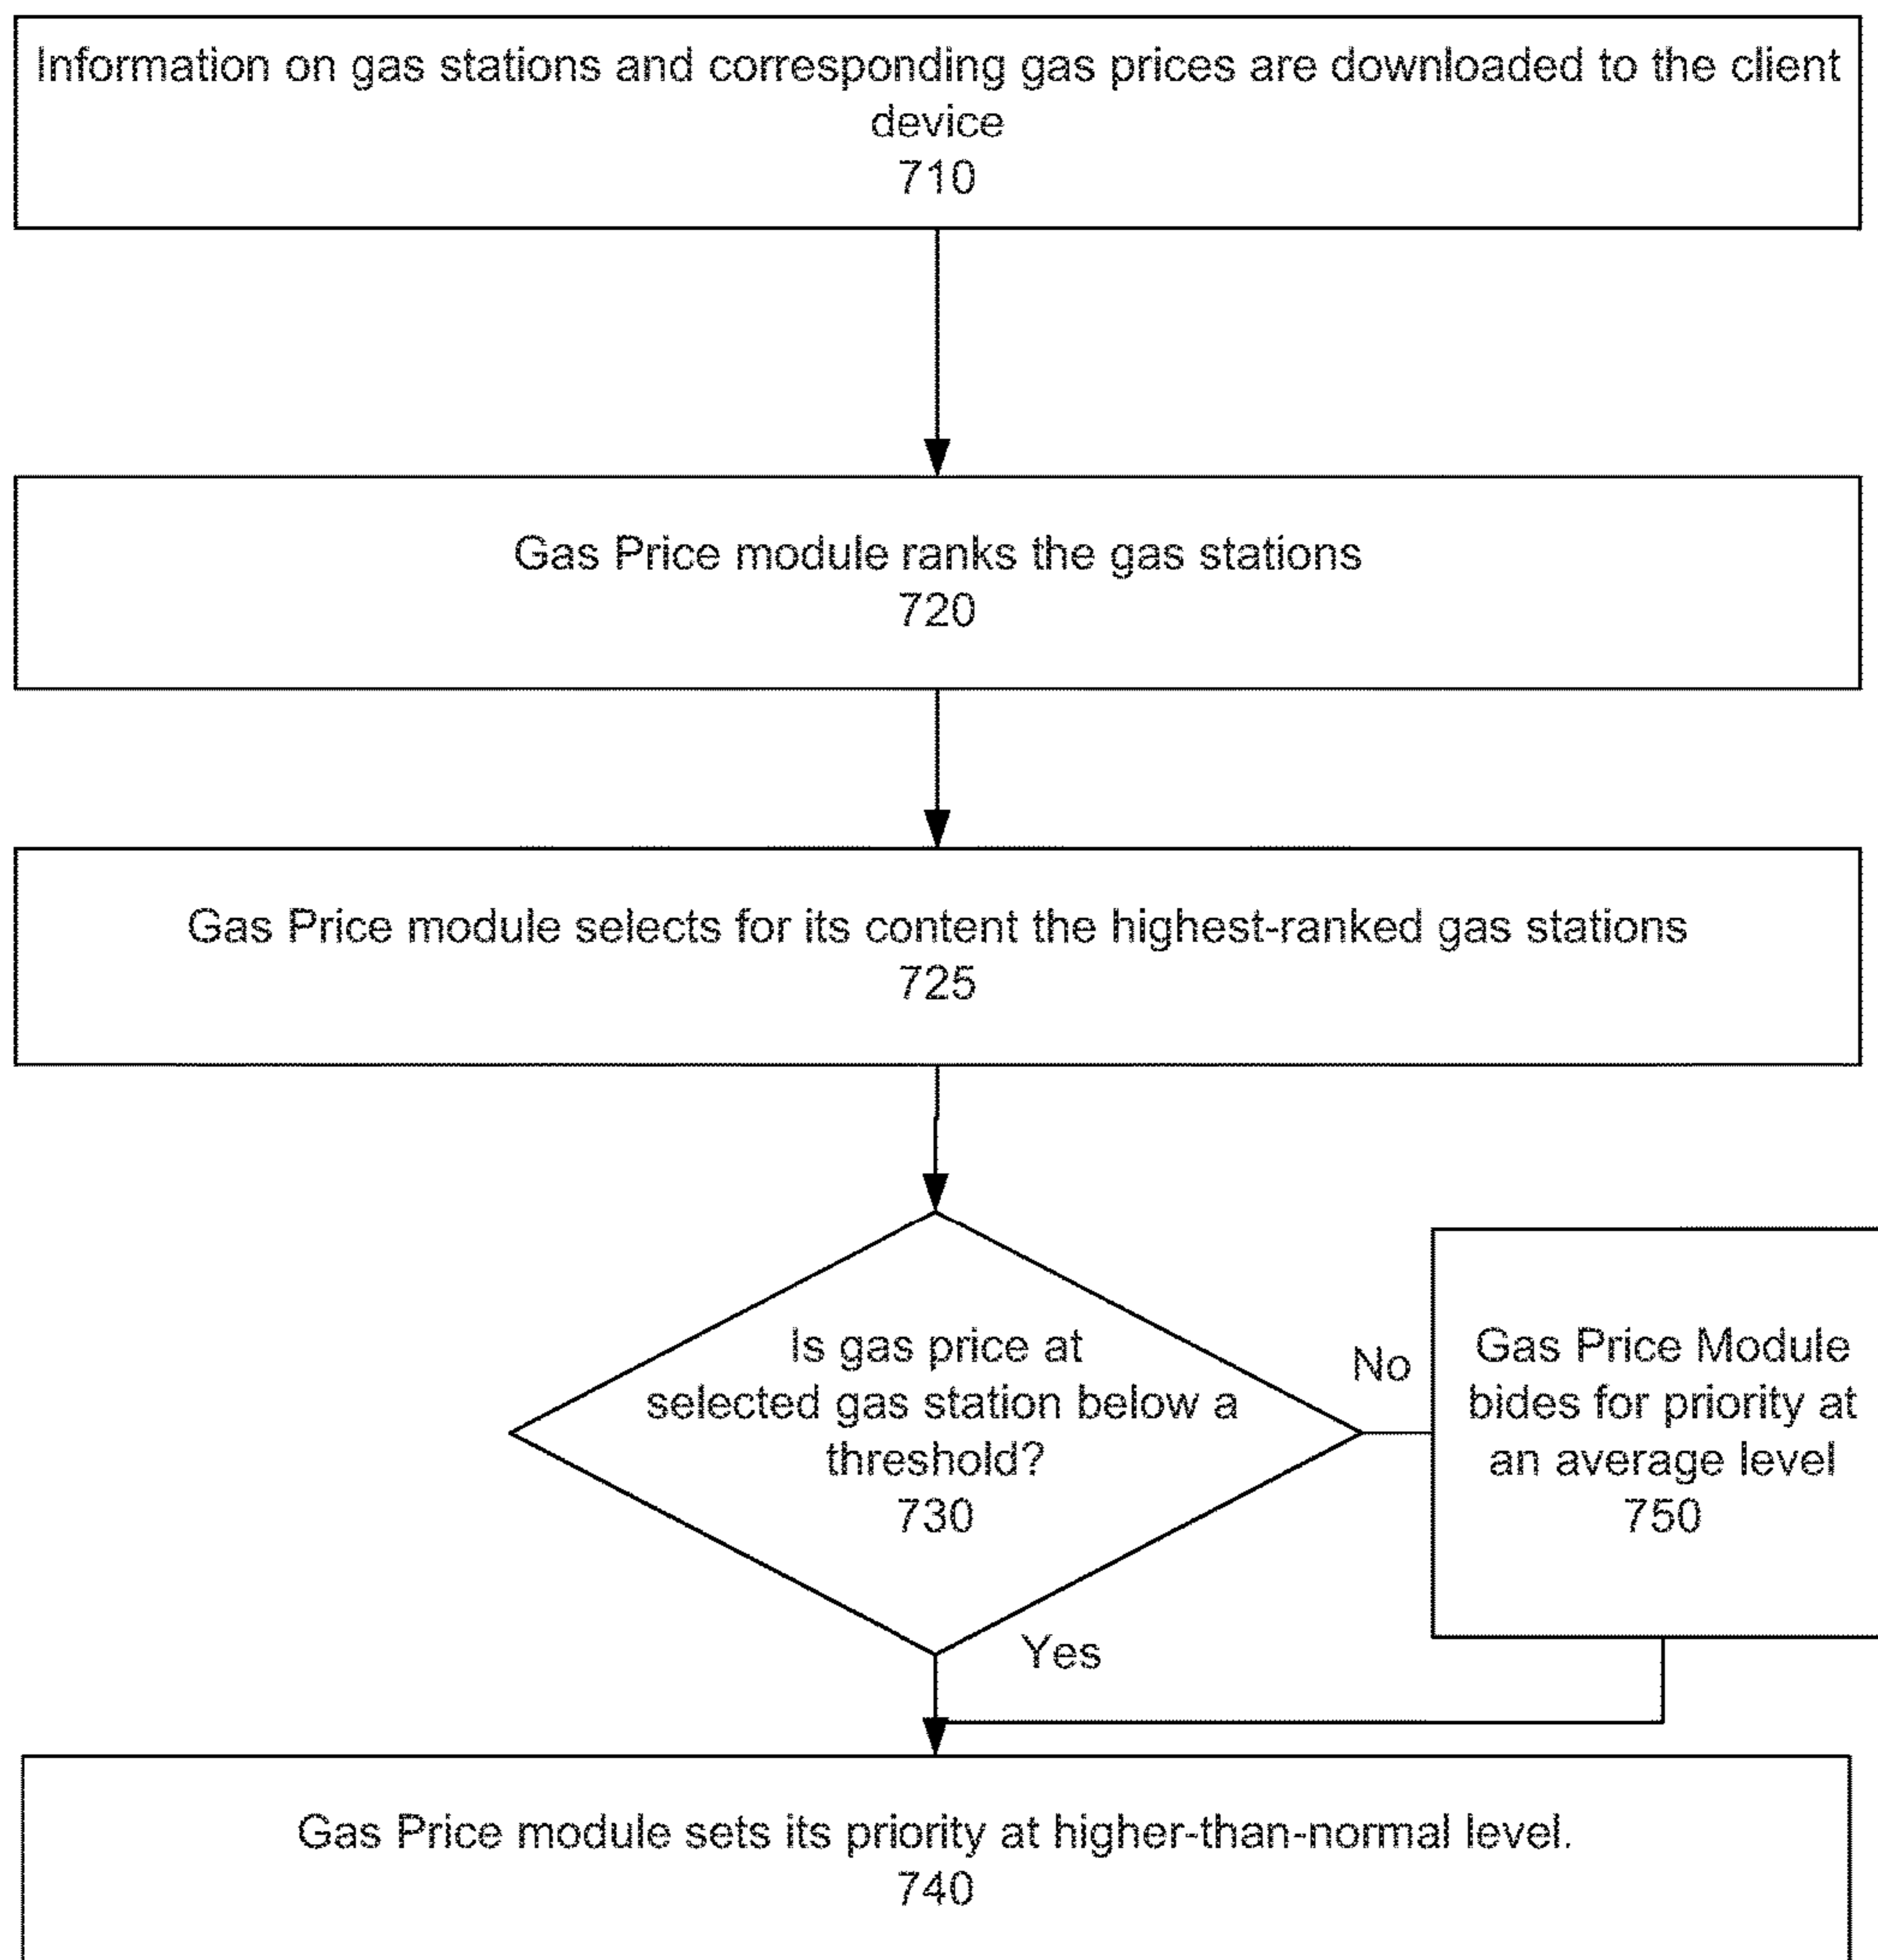 Information on gas stations and corresponding gas prices are downloaded to the client
device
710
Gas Price module ranks the gas stations
720
Gas Price module selects for its content the highest-ranked gas stations
725
Is gas price at
selected gas station below a
threshold?
730
No
Gas Price Module
bides for priority at
an average level
750
Yes
Gas Price module sets its priority at higher-than-normal level.
740